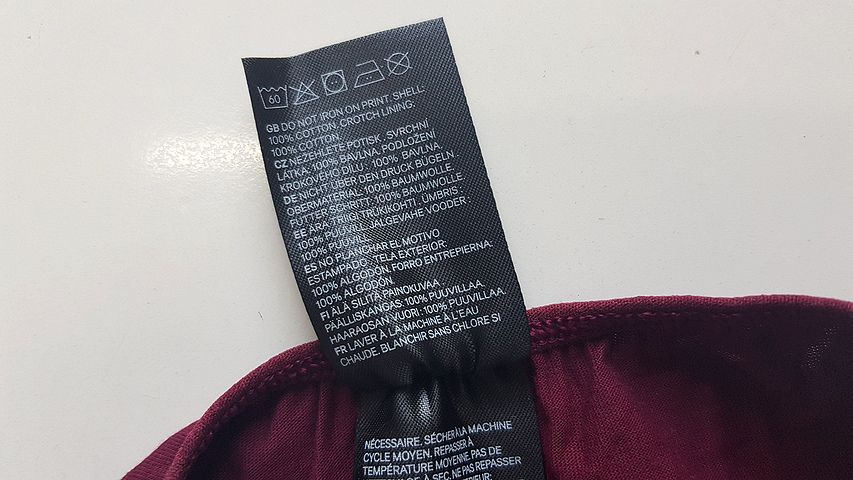 60
GB DO NOT IRON ON PRINT. SHELL:
100% COTTON. CROTCH LINING:
100% COTTON.
CZ NEŽEHLETE POTISK . SVRCHNÍ
LÁTKA: 100% BAVLNA. PODLOŽENÍ
KROKOVÉHO DÍLU : 100% BAVLNA.
DE NICHT ÜBER DEN DRUCK BÜGELN
OBERMATERIAL: 100% BAUMWOLLE.
FUTTER SCHRITT: 100% BAUMWOLLE.
EE ÄRA TRIIGI TRÜKIKOHTI . ÜMBRIS :
100% PUUVILL. JALGEVAHE VOODER :
100% PUUVILL.
ES NO PLANCHAR EL MOTIVO
ESTAMPADO . TELA EXTERIOR:
100% ALGODÓN. FORRO ENTREPIERNA:
100% ALGODÓN.
FI ÄLÄ SILITÄ PAINOKUVAA .
PÄÄLLISKANGAS: 100% PUUVILLAA.
HAARAOSAN VUORI : 100% PUUVILLAA.
FR LAVER À LA MACHINE À L'EAU
CHAUDE. BLANCHIR SANS CHLORE SI
NÉCESSAIRE. SÉCHER À LA MACHINE
CYCLE MOYEN. REPASSER À
TEMPÉRATURE MOYENNE. PAS DE
À SEC. NE PAS REPASSER